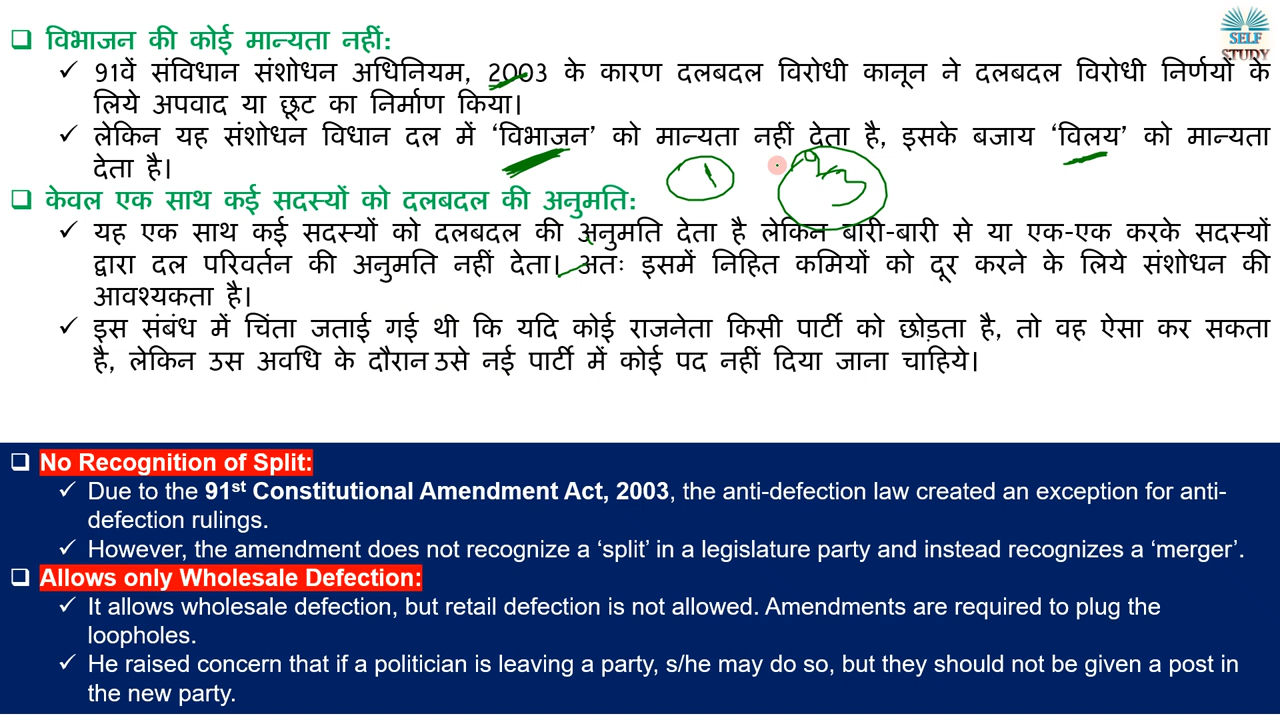 SELF
STUDY
❑ विभाजन की कोई मान्यता नहीं:
✓ 91वें संविधान संशोधन अधिनियम, 2003 के कारण दलबदल विरोधी कानून ने दलबदल विरोधी निर्णयों के
लिये अपवाद या छूट का निर्माण किया।
✓ लेकिन यह संशोधन विधान दल में ‘विभाजन’ को मान्यता नहीं देता है, इसके बजाय ‘विलय’ को मान्यता
देता है।
❑ केवल एक साथ कई सदस्यों को दलबदल की अनुमति:
✓ यह एक साथ कई सदस्यों को दलबदल की अनुमति देता है लेकिन बारी-बारी से या एक-एक करके सदस्यों
द्वारा दल परिवर्तन की अनुमति नहीं देता। अतः इसमें निहित कमियों को दूर करने के लिये संशोधन की
आवश्यकता है।
✓ इस संबंध में चिंता जताई गई थी कि यदि कोई राजनेता किसी पार्टी को छोड़ता है, तो वह ऐसा कर सकता
है, लेकिन उस अवधि के दौरान उसे नई पार्टी में कोई पद नहीं दिया जाना चाहिये।
❑ No Recognition of Split:
✓ Due to the 91st Constitutional Amendment Act, 2003, the anti-defection law created an exception for anti-
defection rulings.
✓ However, the amendment does not recognize a ‘split’ in a legislature party and instead recognizes a ‘merger’.
❑ Allows only Wholesale Defection:
✓ It allows wholesale defection, but retail defection is not allowed. Amendments are required to plug the
loopholes.
✓ He raised concern that if a politician is leaving a party, s/he may do so, but they should not be given a post in
the new party.